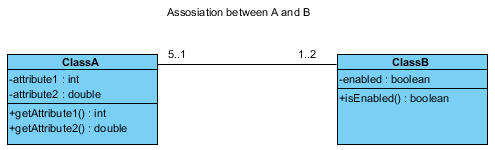 Assosiation between A and B
ClassA
-attribute1 : int
-attribute2 : double
+getAttribute1() : int
+getAttribute2() : double
5..1
1..2
ClassB
-enabled : boolean
+isEnabled() : boolean